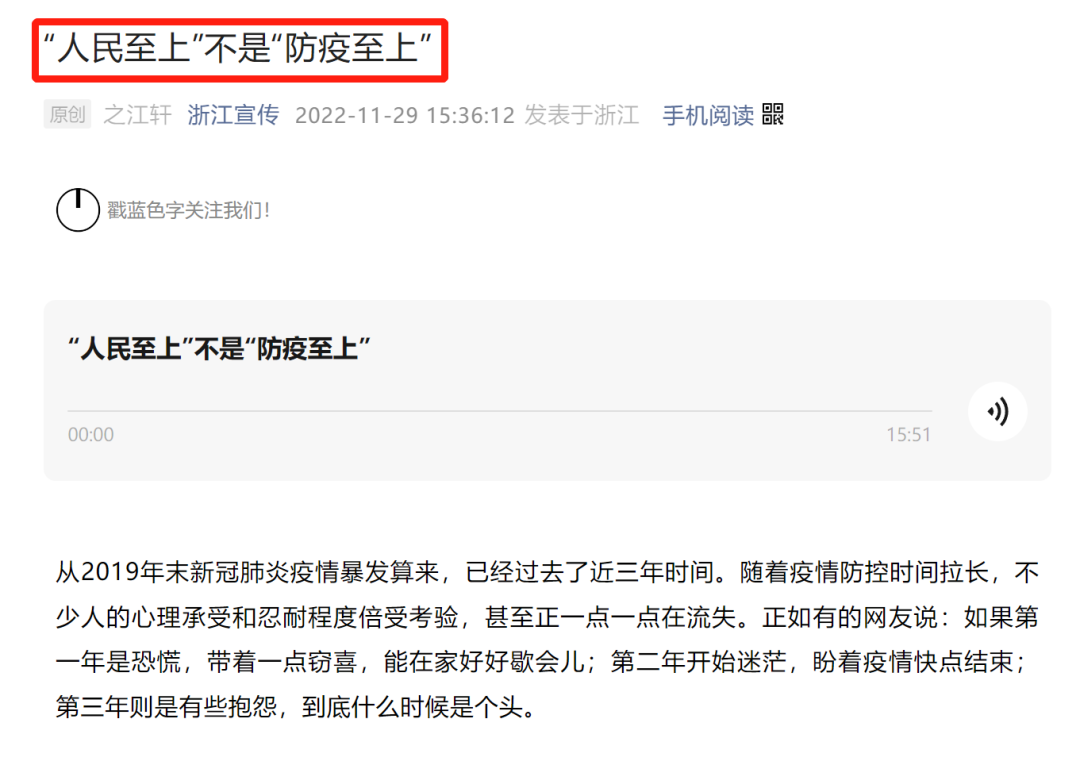 “人民至上”不是“防疫至上”
原创 之江轩 浙江宣传 2022-11-29 15:36:12 发表于浙江 手机阅读
戳蓝色字关注我们！
“人民至上”不是“防疫至上”
00:00 15:51
从2019年末新冠肺炎疫情暴发算来，已经过去了近三年时间。随着疫情防控时间拉长，不
少人的心理承受和忍耐程度倍受考验，甚至正一点一点在流失。正如有的网友说：如果第
一年是恐慌，带着一点窃喜，能在家好好歇会儿；第二年开始迷茫，盼着疫情快点结束；
第三年则是有些抱怨，到底什么时候是个头。